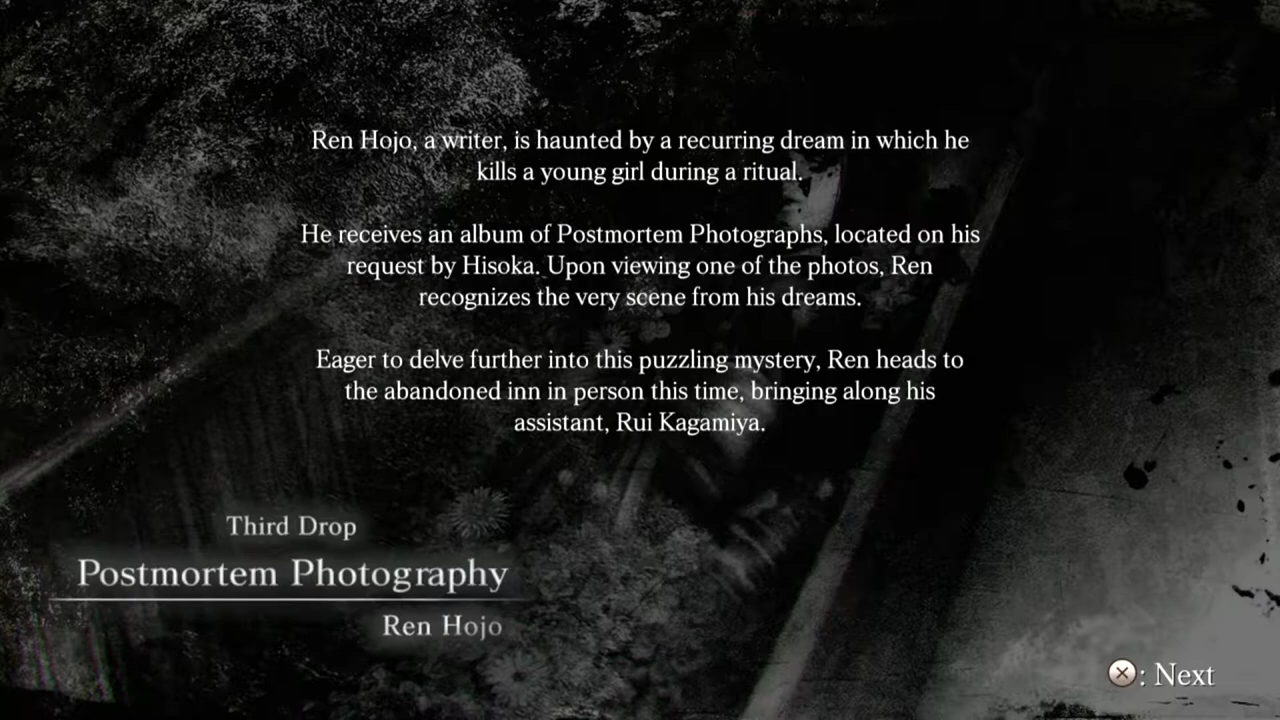 Ren Hojo, a writer, is haunted by a recurring dream in which he
kills a young girl during a ritual.
He receives an album of Postmortem Photographs, located on his
request by Hisoka. Upon viewing one of the photos, Ren
recognizes the very scene from his dreams.
Eager to delve further into this puzzling mystery, Ren heads to
the abandoned inn in person this time, bringing along his
assistant, Rui Kagamiya.
Third Drop
Postmortem Photography
Ren Hojo
Ⓧ: Next